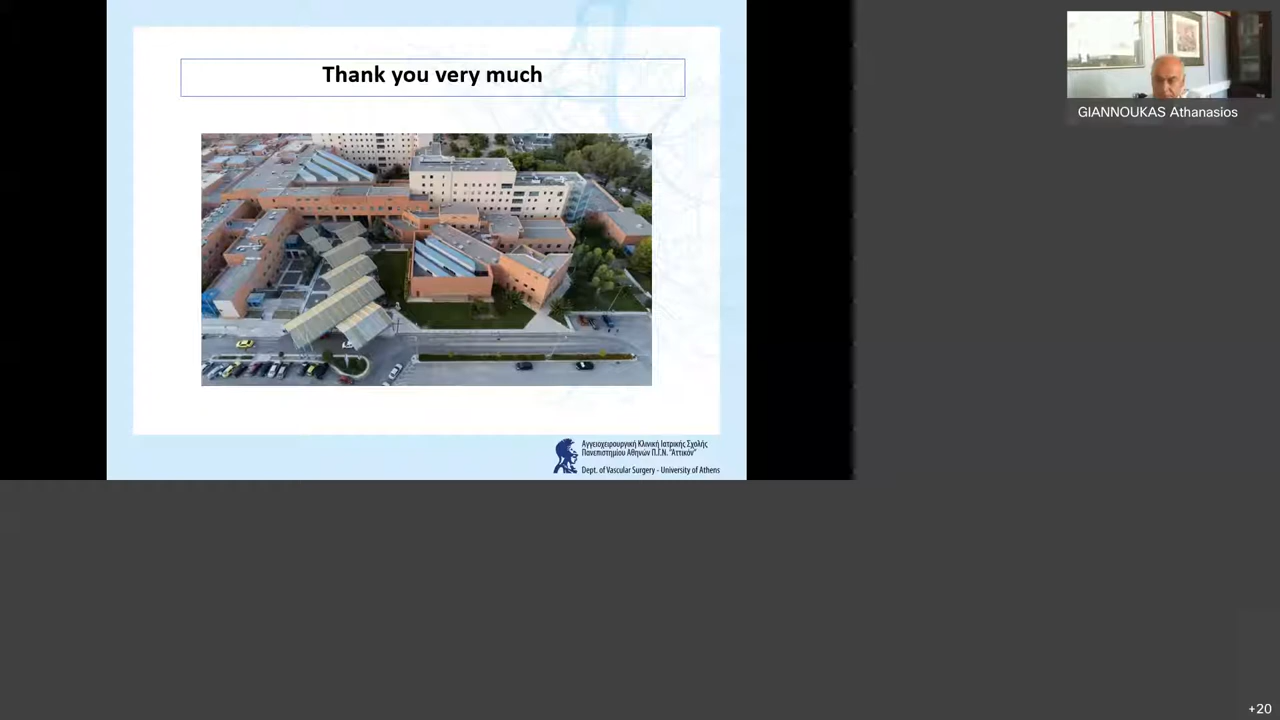 Thank you very much
GIANNOUKAS Athanasios
Αγγειοχειρουργική Κλινική Ιατρικής Σχολής
Πανεπιστημίου Αθηνών Π.Γ.Ν. "Αττικόν"
Dept. of Vascular Surgery - University of Athens
+20